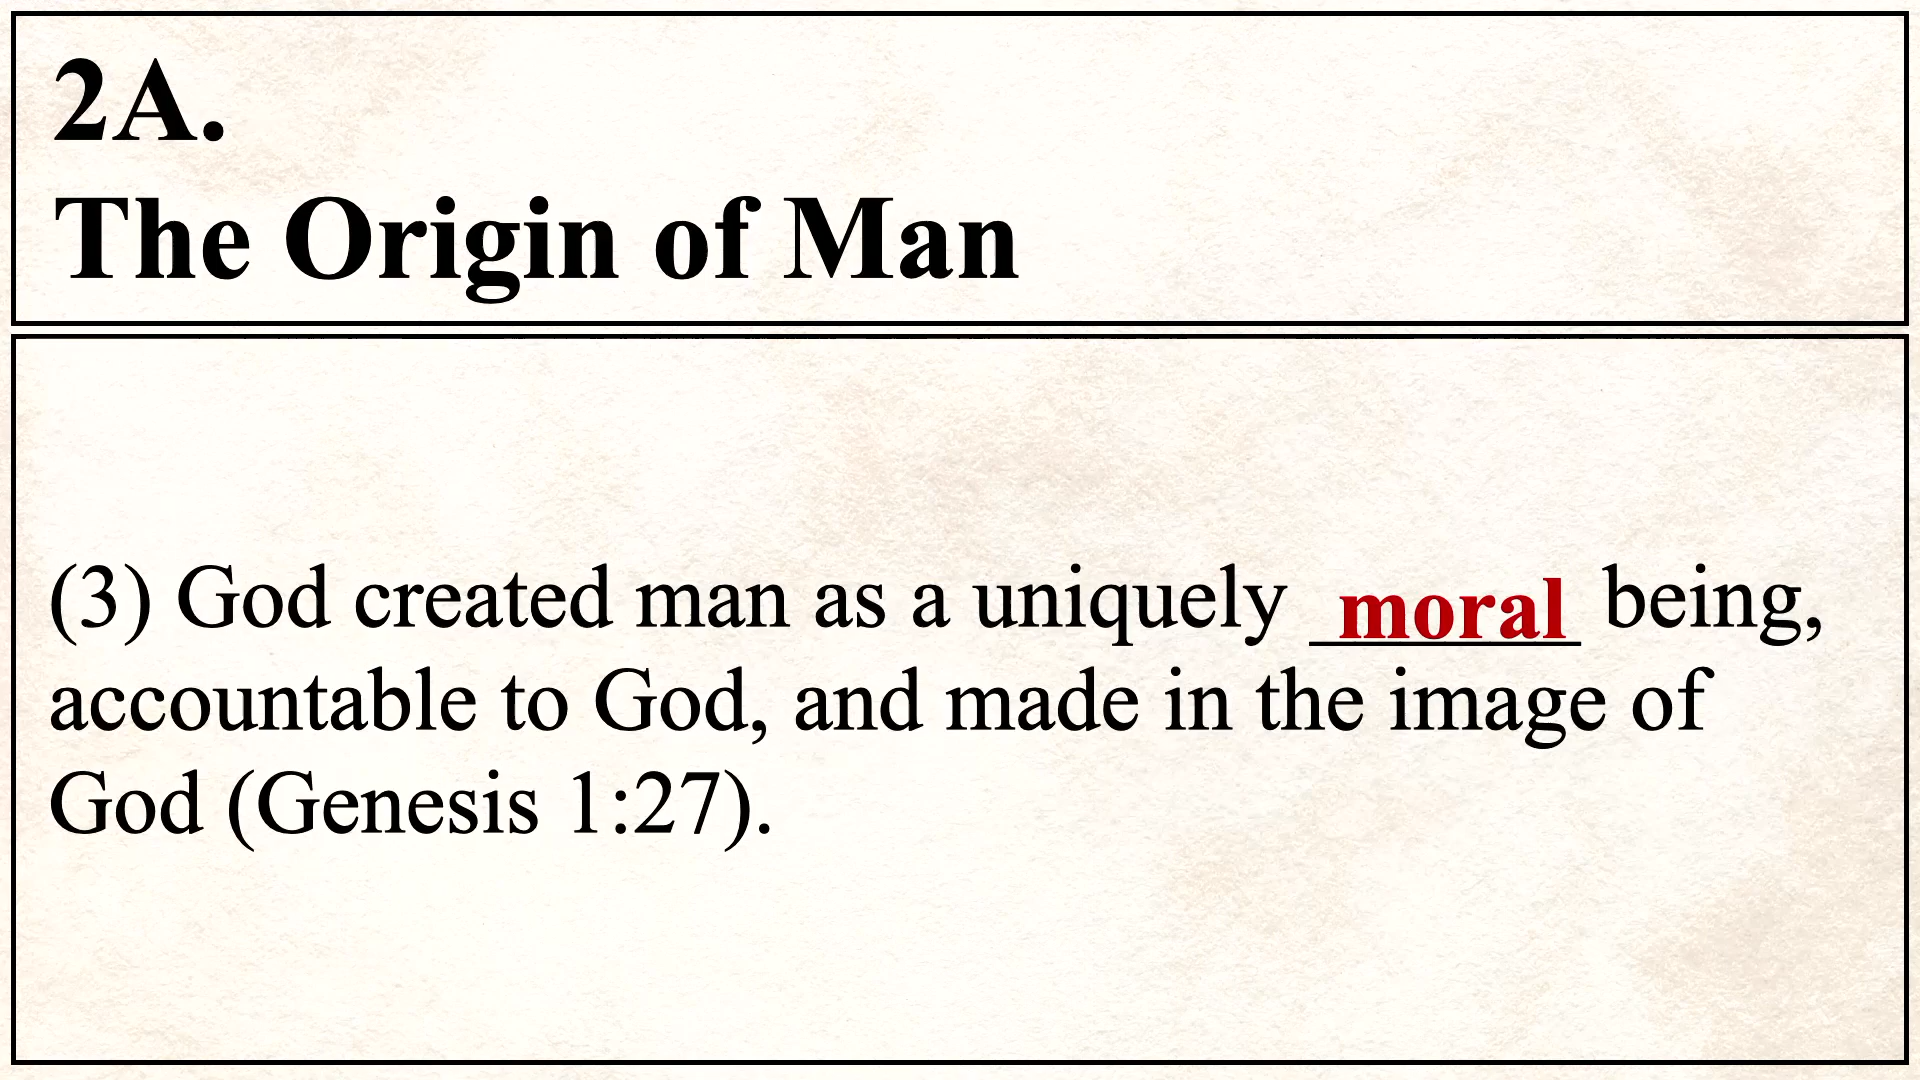 2A.
The Origin of Man
(3) God created man as a uniquely moral being,
accountable to God, and made in the image of
God (Genesis 1:27).